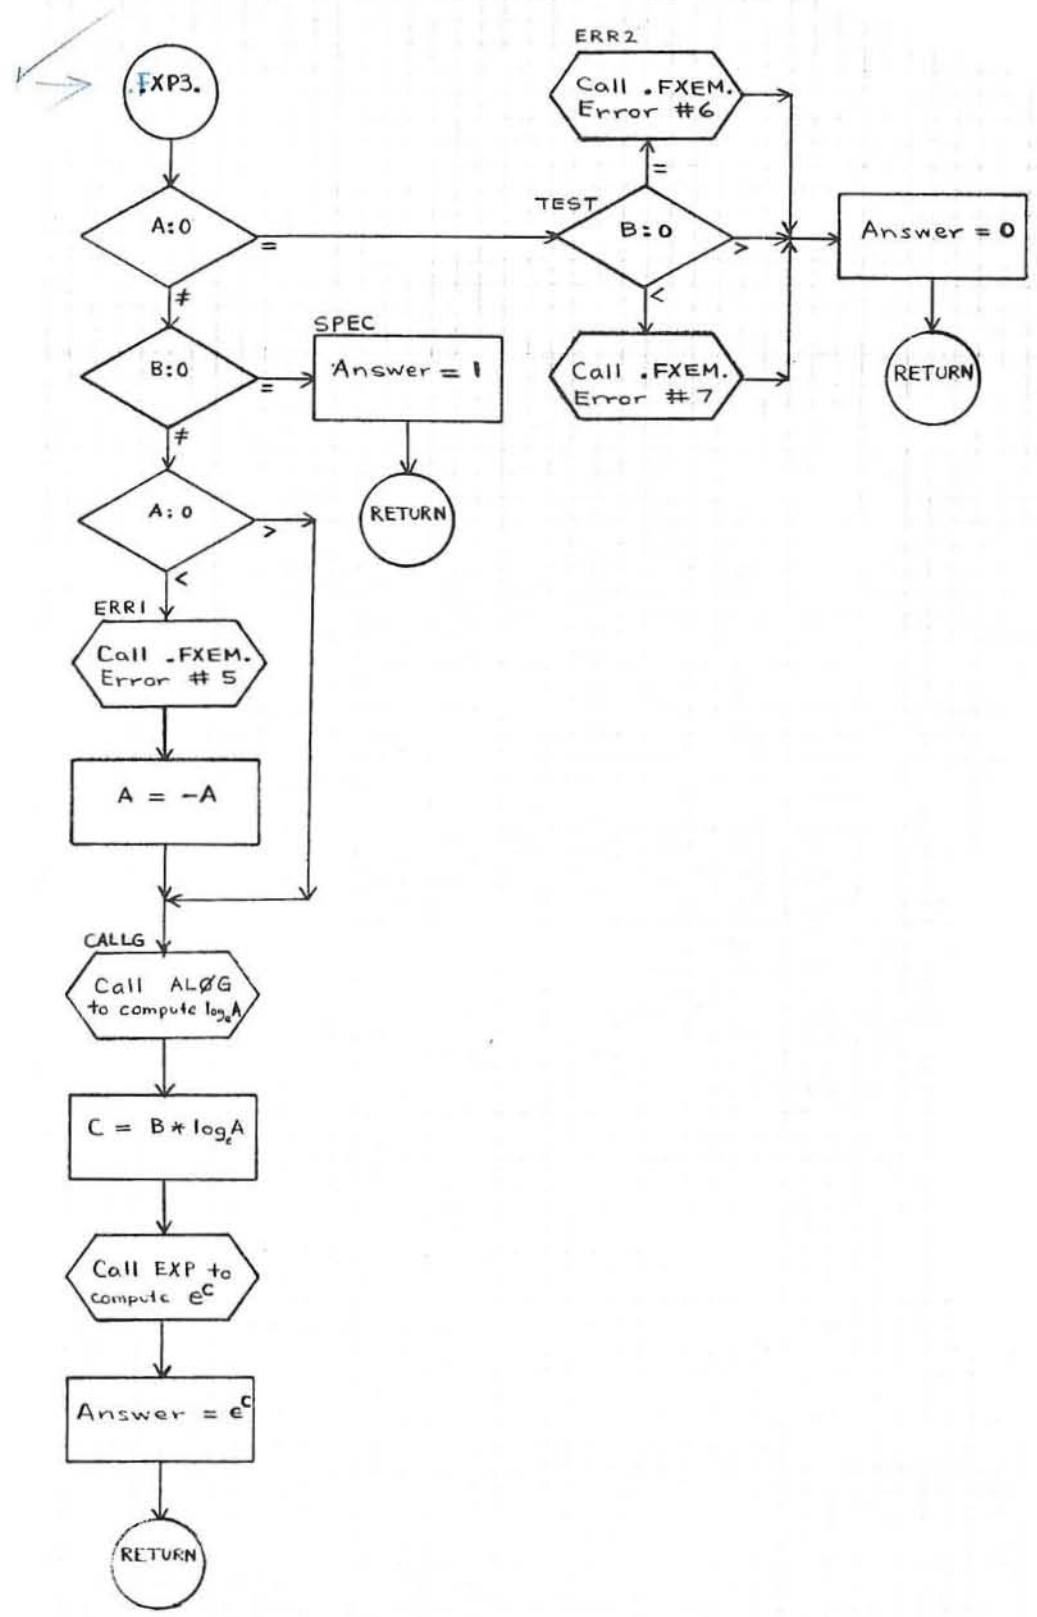 .FXP3.
A:0
=
≠
B:0
=
≠
SPEC
Answer = 1
RETURN
A:0
>
<
ERR1
Call .FXEM.
Error # 5
A = -A
CALLG
Call ALØG
to compute logₑA
C = B * logₑA
Call EXP to
compute eᶜ
Answer = eᶜ
RETURN
ERR2
Call .FXEM.
Error #6
=
TEST
B:0
>
<
Call .FXEM.
Error #7
Answer = 0
RETURN